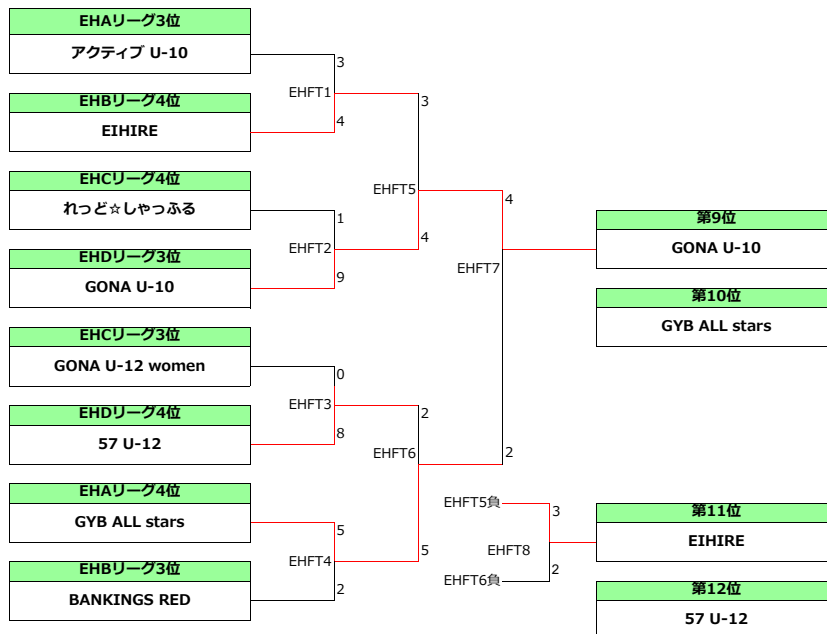 EHAリーグ3位
アクティブ U-10
3
EHFT1
3
EHBリーグ4位
EIHIRE
4
EHCリーグ4位
れっど☆しゃっふる
EHFT5
4
1
EHFT2
4
EHFT7
EHDリーグ3位
GONA U-10
9
第9位
GONA U-10
第10位
GYB ALL stars
EHCリーグ3位
GONA U-12 women
0
EHFT3
2
EHDリーグ4位
57 U-12
8
EHFT6
2
EHAリーグ4位
GYB ALL stars
5
EHFT4
5
EHBリーグ3位
BANKINGS RED
2
EHFT5負
3
EHFT8
EHFT6負
2
第11位
EIHIRE
第12位
57 U-12